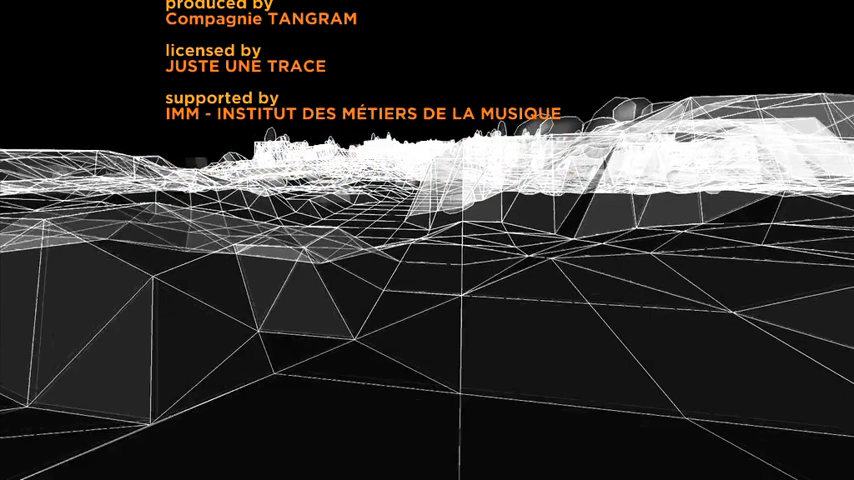 produced by
Compagnie TANGRAM
licensed by
JUSTE UNE TRACE
supported by
IMM - INSTITUT DES MÉTIERS DE LA MUSIQUE